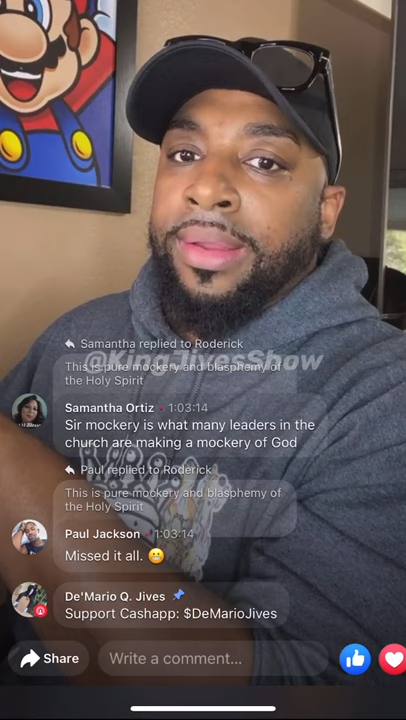 Samantha replied to Roderick
@KingJivesShow
This is pure mockery and blasphemy of
the Holy Spirit
Samantha Ortiz 1:03:14
Sir mockery is what many leaders in the
church are making a mockery of God
Paul replied to Roderick
This is pure mockery and blasphemy of
the Holy Spirit
Paul Jackson 1:03:14
Missed it all. 😬
De'Mario Q. Jives 📌
Support Cashapp: $DeMarioJives
Share
Write a comment...